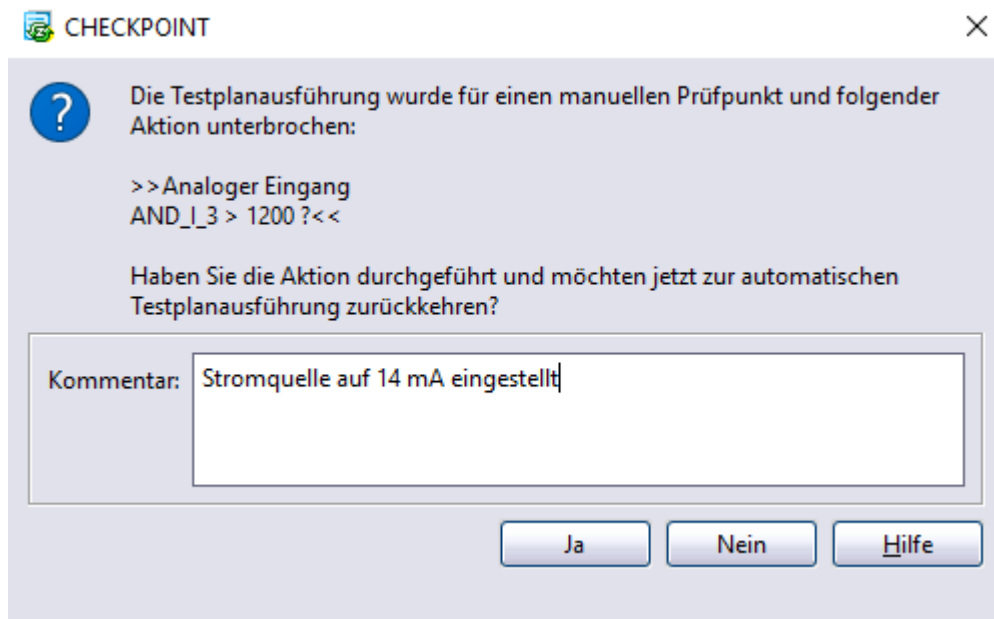 CHECKPOINT
Die Testplanausführung wurde für einen manuellen Prüfpunkt und folgender
Aktion unterbrochen:
>>Analoger Eingang
AND_I_3 > 1200 ?<<
Haben Sie die Aktion durchgeführt und möchten jetzt zur automatischen
Testplanausführung zurückkehren?
Kommentar: Stromquelle auf 14 mA eingestellt
Ja Nein Hilfe